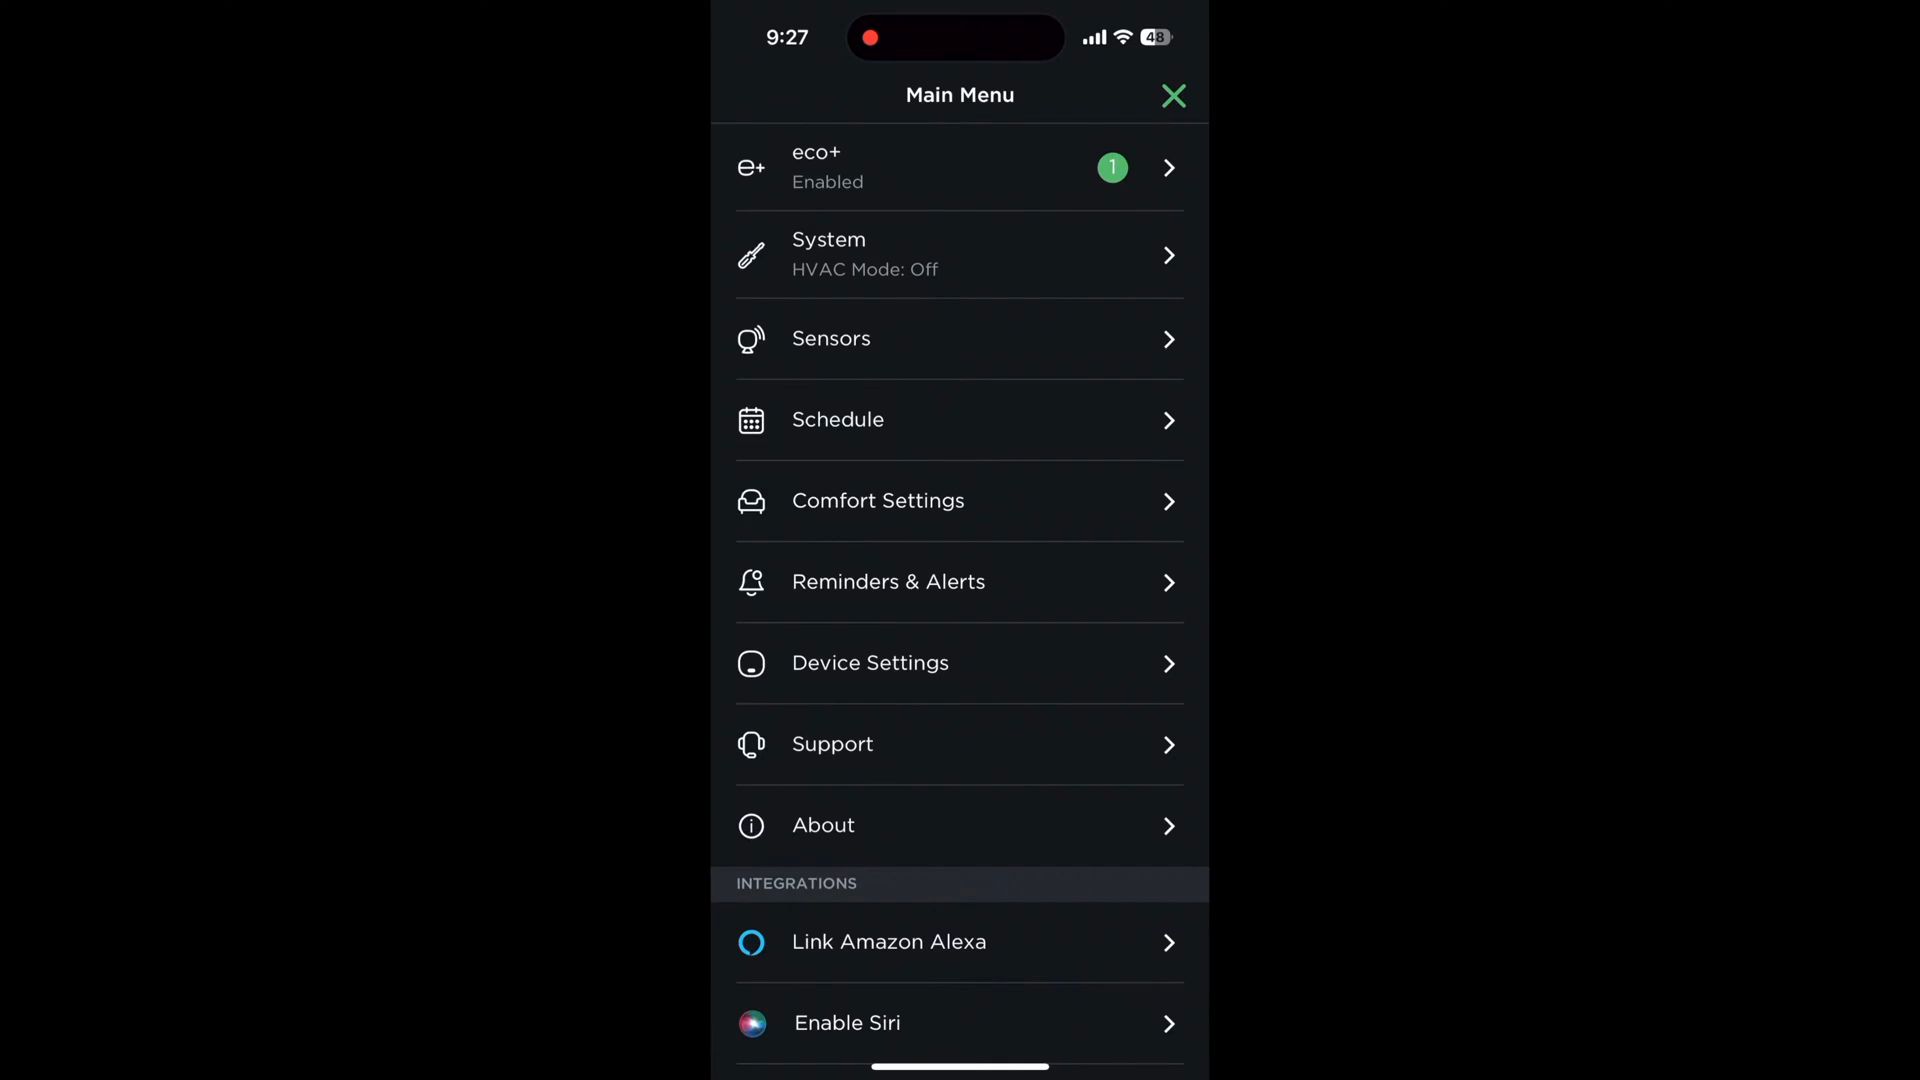 9:27
48
Main Menu
e+
eco+
1
Enabled
System
HVAC Mode: Off
Sensors
Schedule
Comfort Settings
Reminders & Alerts
Device Settings
Support
About
INTEGRATIONS
Link Amazon Alexa
Enable Siri